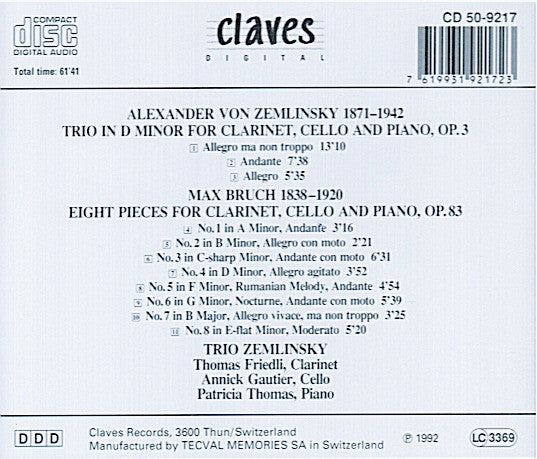 COMPACT
disc
DIGITAL AUDIO
Total time: 61'41
claves
DIGITAL
CD 50-9217
7 619931 921723
ALEXANDER VON ZEMLINSKY 1871–1942
TRIO IN D MINOR FOR CLARINET, CELLO AND PIANO, OP. 3
1 Allegro ma non troppo 13'10
2 Andante 7'38
3 Allegro 5'35
MAX BRUCH 1838–1920
EIGHT PIECES FOR CLARINET, CELLO AND PIANO, OP. 83
4 No. 1 in A Minor, Andante 3'16
5 No. 2 in B Minor, Allegro con moto 2'21
6 No. 3 in C-sharp Minor, Andante con moto 6'31
7 No. 4 in D Minor, Allegro agitato 3'52
8 No. 5 in F Minor, Rumanian Melody, Andante 4'54
9 No. 6 in G Minor, Nocturne, Andante con moto 5'39
10 No. 7 in B Major, Allegro vivace, ma non troppo 3'25
11 No. 8 in E-flat Minor, Moderato 5'20
TRIO ZEMLINSKY
Thomas Friedli, Clarinet
Annick Gautier, Cello
Patricia Thomas, Piano
DDD
Claves Records, 3600 Thun/Switzerland
Manufactured by TECVAL MEMORIES SA in Switzerland
℗ 1992
LC 3369